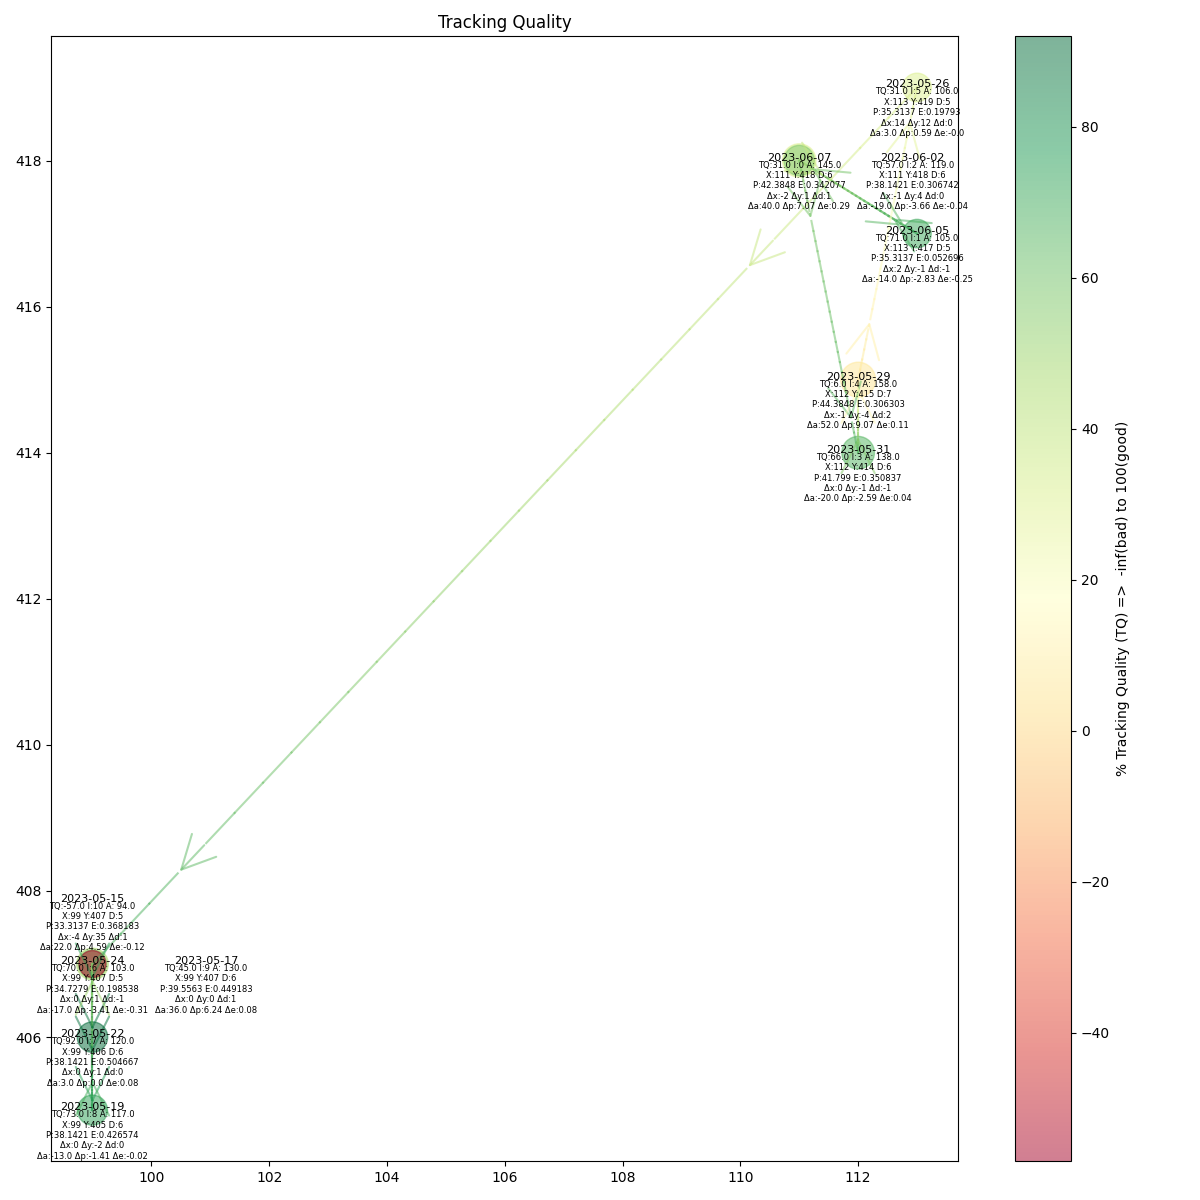 Tracking Quality
2023-05-26
TQ:31.0 I:5 A: 106.0
X:113 Y:419 D:5
P:35.3137 E:0.19793
Δx:14 Δy:12 Δd:0
Δa:3.0 Δp:0.59 Δe:-0.0
2023-06-07
TQ:31.0 I:0 A: 145.0
X:111 Y:418 D:6
P:42.3848 E:0.342077
Δx:-2 Δy:1 Δd:1
Δa:40.0 Δp:7.07 Δe:0.29
2023-06-02
TQ:57.0 I:2 A: 119.0
X:111 Y:418 D:6
P:38.1421 E:0.306742
Δx:-1 Δy:4 Δd:0
Δa:-19.0 Δp:-3.66 Δe:-0.04
2023-06-05
TQ:71.0 I:1 A: 105.0
X:113 Y:417 D:5
P:35.3137 E:0.052696
Δx:2 Δy:-1 Δd:-1
Δa:-14.0 Δp:-2.83 Δe:-0.25
2023-05-29
TQ:6.0 I:4 A: 158.0
X:112 Y:415 D:7
P:44.3848 E:0.306303
Δx:-1 Δy:-4 Δd:2
Δa:52.0 Δp:9.07 Δe:0.11
2023-05-31
TQ:66.0 I:3 A: 138.0
X:112 Y:414 D:6
P:41.799 E:0.350837
Δx:0 Δy:-1 Δd:-1
Δa:-20.0 Δp:-2.59 Δe:0.04
2023-05-15
TQ:-57.0 I:10 A: 94.0
X:99 Y:407 D:5
P:33.3137 E:0.368183
Δx:-4 Δy:35 Δd:1
Δa:22.0 Δp:4.59 Δe:-0.12
2023-05-24
TQ:70.0 I:6 A: 103.0
X:99 Y:407 D:5
P:34.7279 E:0.198538
Δx:0 Δy:1 Δd:-1
Δa:-17.0 Δp:-3.41 Δe:-0.31
2023-05-17
TQ:45.0 I:9 A: 130.0
X:99 Y:407 D:6
P:39.5563 E:0.449183
Δx:0 Δy:0 Δd:1
Δa:36.0 Δp:6.24 Δe:0.08
2023-05-22
TQ:92.0 I:7 A: 120.0
X:99 Y:406 D:6
P:38.1421 E:0.504667
Δx:0 Δy:1 Δd:0
Δa:3.0 Δp:0.0 Δe:0.08
2023-05-19
TQ:73.0 I:8 A: 117.0
X:99 Y:405 D:6
P:38.1421 E:0.426574
Δx:0 Δy:-2 Δd:0
Δa:-13.0 Δp:-1.41 Δe:-0.02
418
416
414
412
410
408
406
100
102
104
106
108
110
112
80
60
40
20
0
−20
−40
% Tracking Quality (TQ) => -inf(bad) to 100(good)